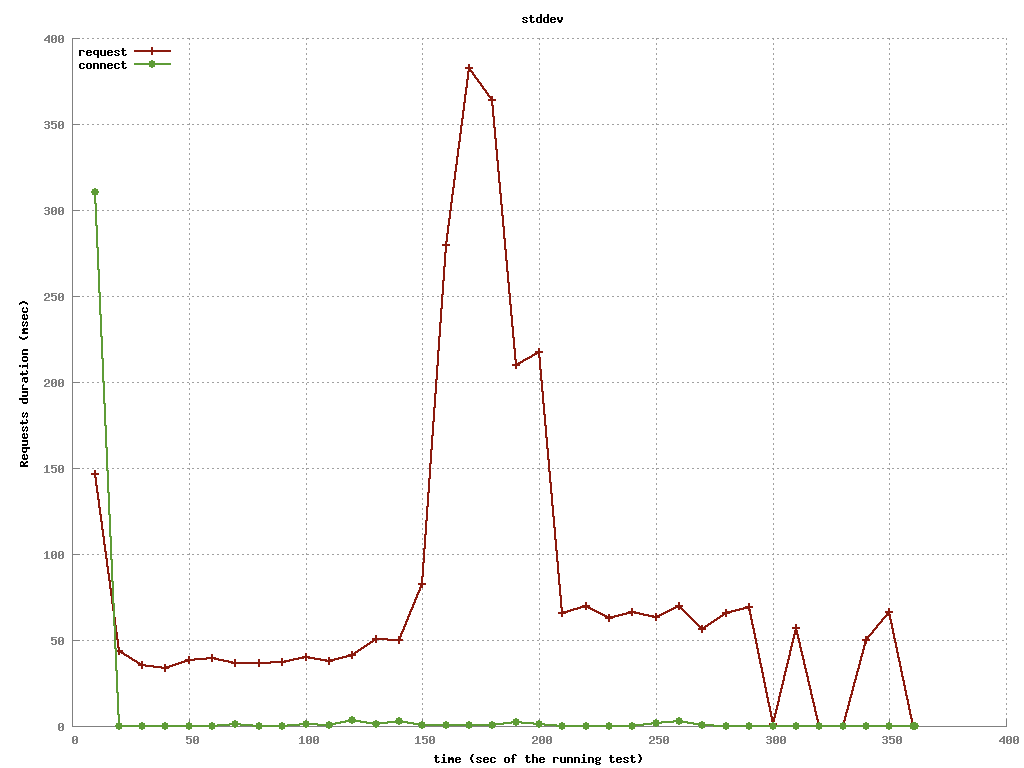 stddev
400
request
connect
350
300
250
200
150
100
50
0
Requests duration (msec)
0 50 100 150 200 250 300 350 400
time (sec of the running test)